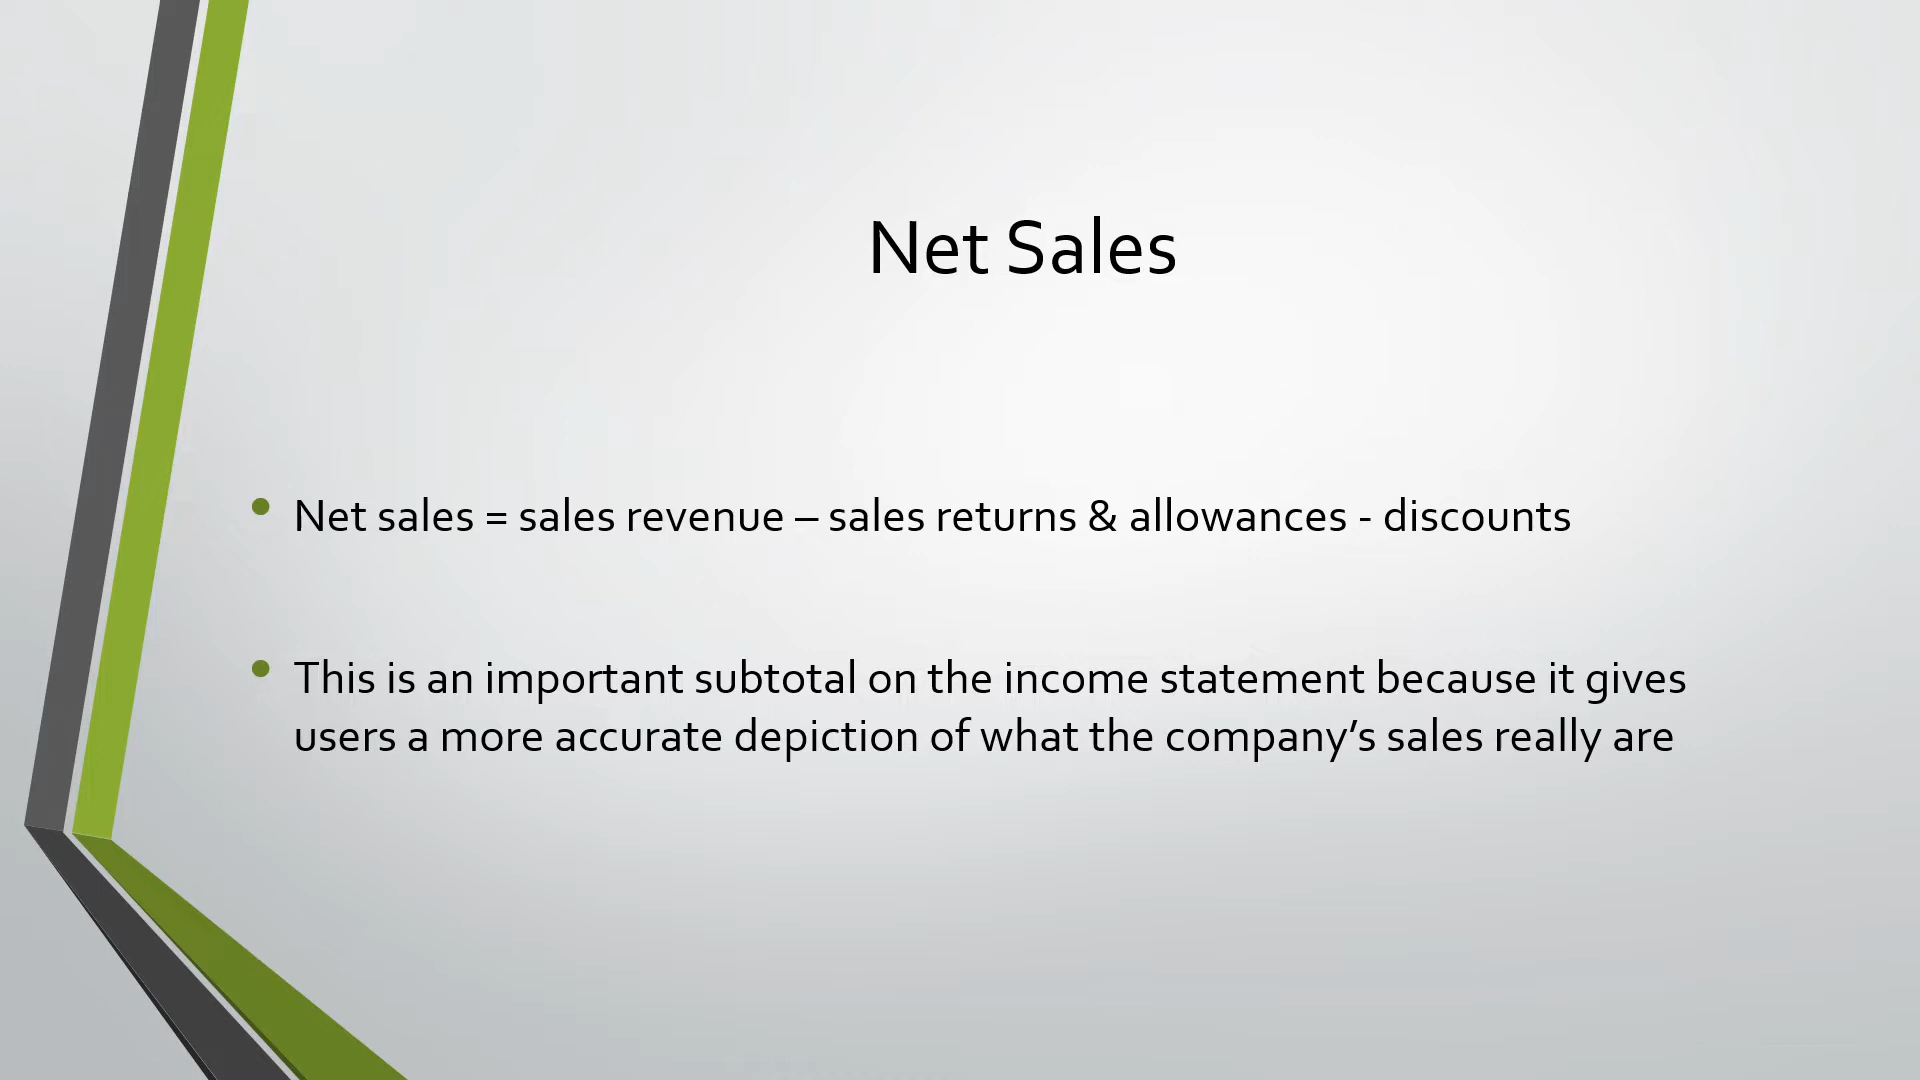 Net Sales
Net sales = sales revenue – sales returns & allowances - discounts
This is an important subtotal on the income statement because it gives
users a more accurate depiction of what the company’s sales really are